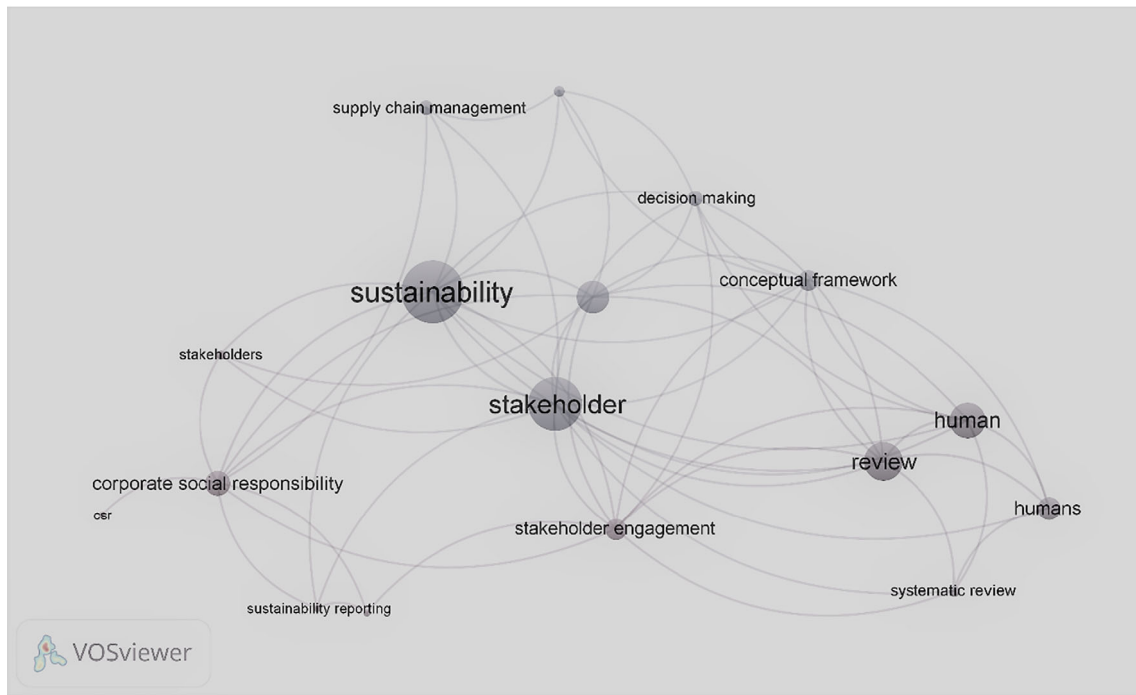 supply chain management
decision making
conceptual framework
sustainability
stakeholders
stakeholder
human
review
corporate social responsibility
csr
humans
stakeholder engagement
systematic review
sustainability reporting
VOSviewer